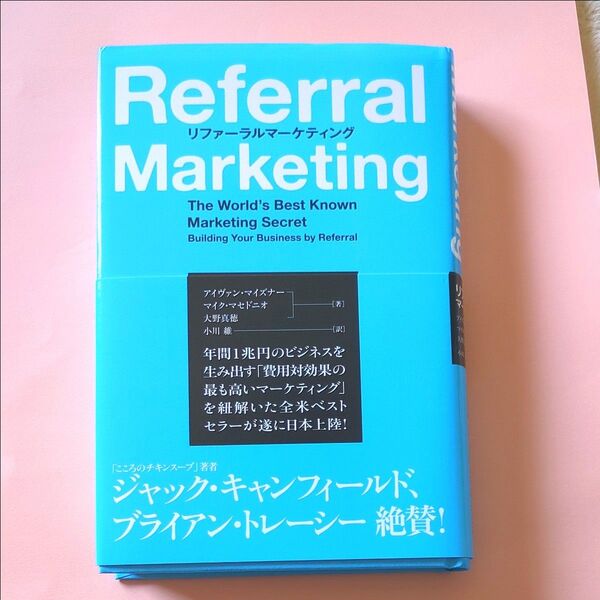 Referral
リファーラルマーケティング
Marketing
The World's Best Known
Marketing Secret
Building Your Business by Referral
アイヴァン・マイズナー
マイク・マセドニオ
[著]
大野真徳
小川 維
[訳]
年間1兆円のビジネスを
生み出す「費用対効果の
最も高いマーケティング」
を紐解いた全米ベスト
セラーが遂に日本上陸!
「こころのチキンスープ」著者
ジャック・キャンフィールド、
ブライアン・トレーシー 絶賛!